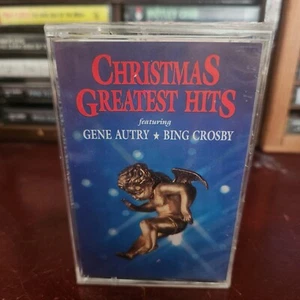 CHRISTMAS
GREATEST HITS
featuring
GENE AUTRY ★ BING CROSBY